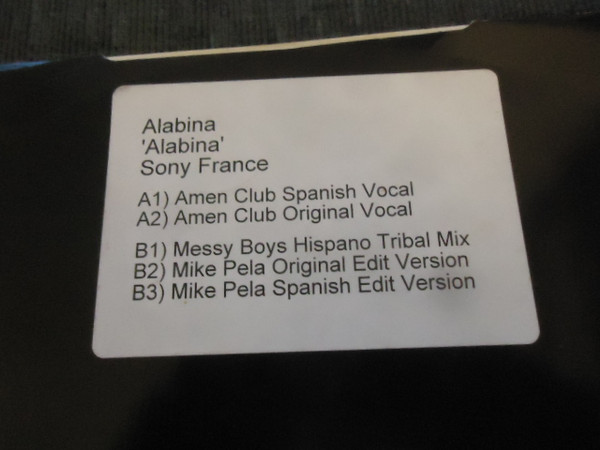 Alabina
'Alabina'
Sony France
A1) Amen Club Spanish Vocal
A2) Amen Club Original Vocal
B1) Messy Boys Hispano Tribal Mix
B2) Mike Pela Original Edit Version
B3) Mike Pela Spanish Edit Version